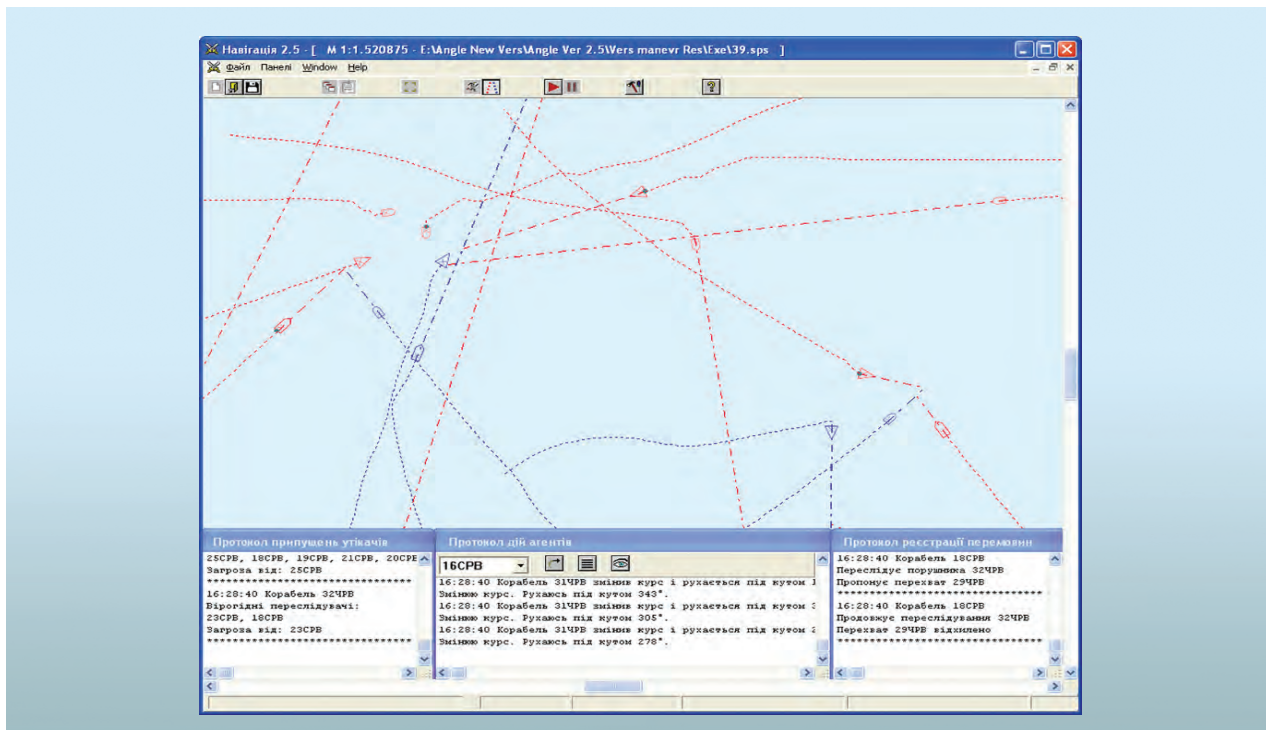 Навігація 2.5 - [ М 1:1.520875 - E:\Angle New Vers\Angle Ver 2.5\Vers manevr Res\Exe\39.sps ]
Файл Панелі Window Help
Протокол припущень утікачів
25СРВ, 18СРВ, 19СРВ, 21СРВ, 20СРВ
Загроза від: 25СРВ
********************************
16:28:40 Корабель 32ЧРВ
Вірогідні переслідувачі:
23СРВ, 18СРВ
Загроза від: 23СРВ
********************************
Протокол дій агентів
16СРВ
16:28:40 Корабель 31ЧРВ змінив курс і рухається під кутом
Змінюю курс. Рухаюсь під кутом 343°.
16:28:40 Корабель 31ЧРВ змінив курс і рухається під кутом
Змінюю курс. Рухаюсь під кутом 305°.
16:28:40 Корабель 31ЧРВ змінив курс і рухається під кутом
Змінюю курс. Рухаюсь під кутом 278°.
Протокол реєстрації перемовин
16:28:40 Корабель 18СРВ
Переслідує порушника 32ЧРВ
Пропонує перехват 29ЧРВ
********************************
16:28:40 Корабель 18СРВ
Продовжує переслідування 32ЧРВ
Перехват 29ЧРВ відхилено
********************************